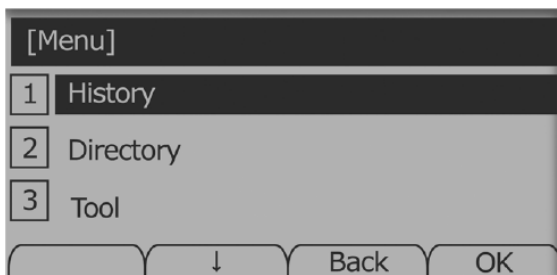 [Menu]
1 History
2 Directory
3 Tool
↓ Back OK